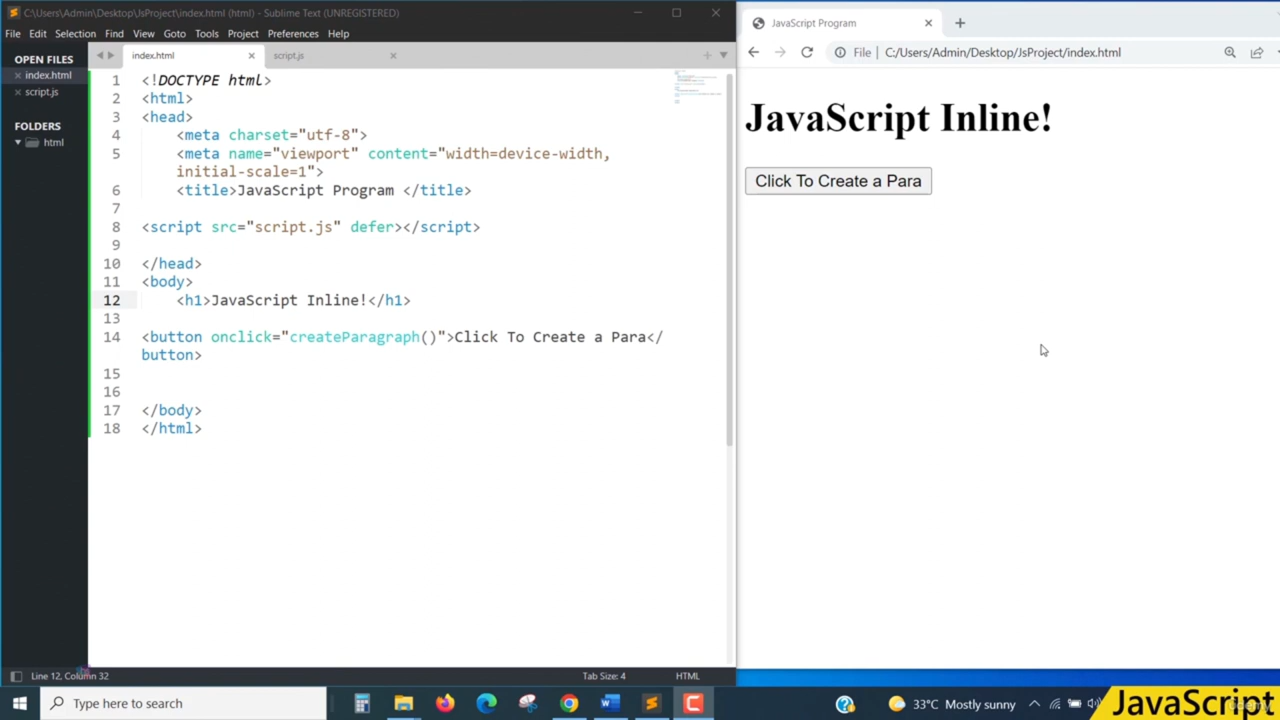 C:\Users\Admin\Desktop\JsProject\index.html (html) - Sublime Text (UNREGISTERED)
File Edit Selection Find View Goto Tools Project Preferences Help
OPEN FILES
index.html
script.js
FOLDERS
html
index.html
script.js
1 <!DOCTYPE html>
2 <html>
3 <head>
4 <meta charset="utf-8">
5 <meta name="viewport" content="width=device-width,
initial-scale=1">
6 <title>JavaScript Program </title>
7
8 <script src="script.js" defer></script>
9
10 </head>
11 <body>
12 <h1>JavaScript Inline!</h1>
13
14 <button onclick="createParagraph()">Click To Create a Para</
button>
15
16
17 </body>
18 </html>
Line 12, Column 32
Tab Size: 4
HTML
JavaScript Program
File C:/Users/Admin/Desktop/JsProject/index.html
JavaScript Inline!
Click To Create a Para
Type here to search
33°C Mostly sunny
JavaScript